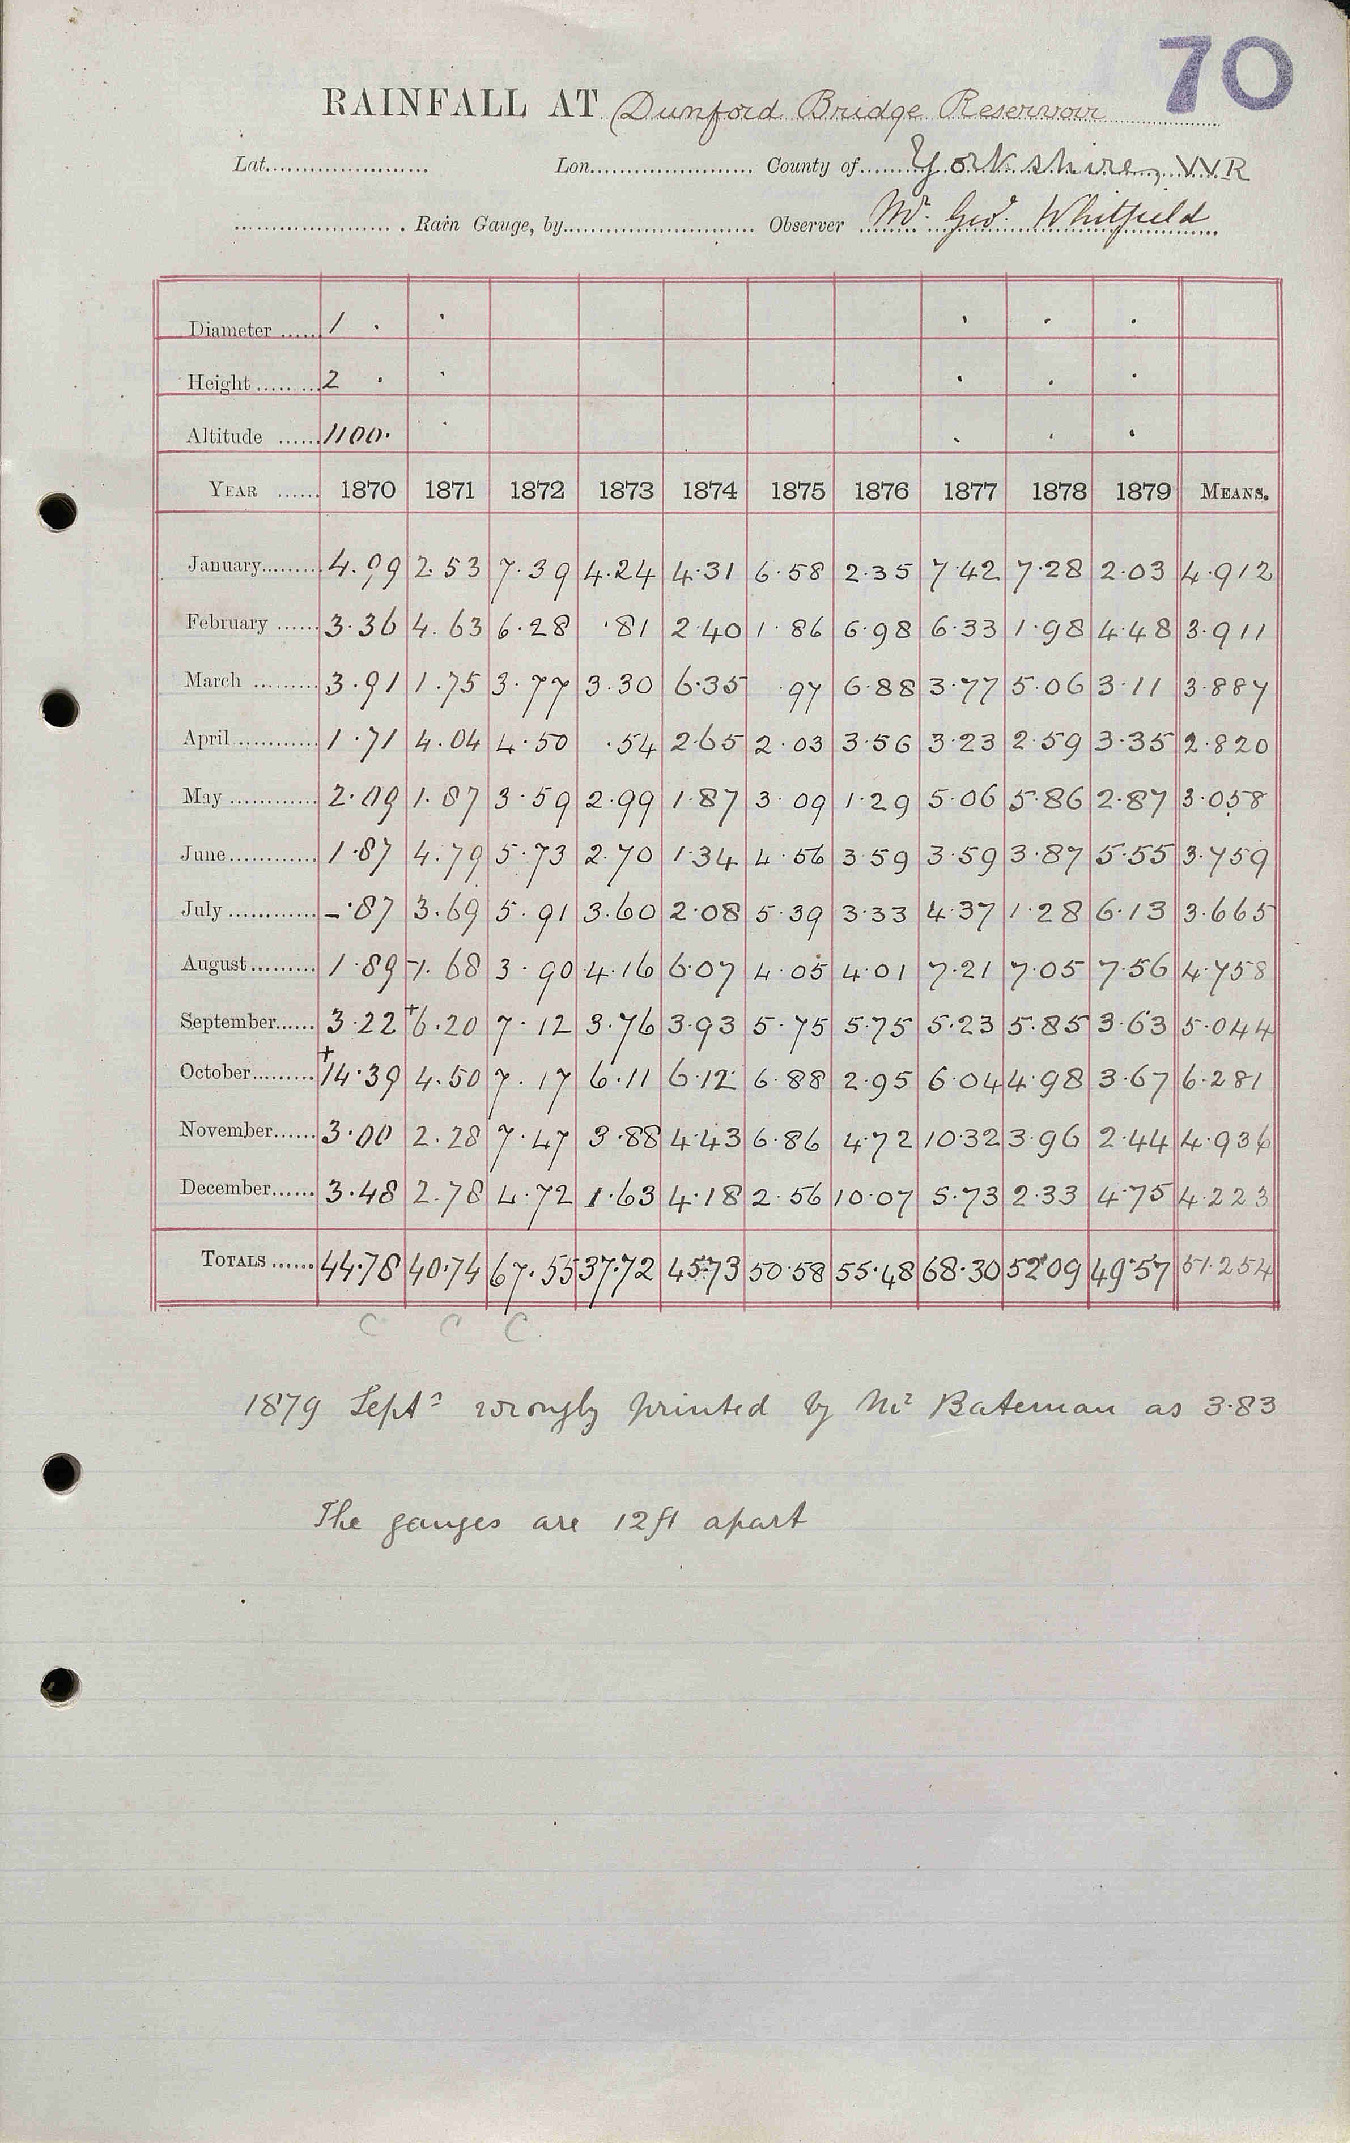 70
RAINFALL AT Dunford Bridge Reservoir
Lat. Lon. County of Yorkshire, W R
Rain Gauge, by Observer Mr. Geo. Whitfield
Diameter 1
Height 2
Altitude 1100
YEAR 1870 1871 1872 1873 1874 1875 1876 1877 1878 1879 MEANS.
January 4.99 2.53 7.39 4.24 4.31 6.58 2.35 7.42 7.28 2.03 4.912
February 3.36 4.63 6.28 .81 2.40 1.86 6.98 6.33 1.98 4.48 3.911
March 3.91 1.75 3.77 3.30 6.35 .97 6.88 3.77 5.06 3.11 3.887
April 1.71 4.04 4.50 .54 2.65 2.03 3.56 3.23 2.59 3.35 2.820
May 2.09 1.87 3.59 2.99 1.87 3.09 1.29 5.06 5.86 2.87 3.058
June 1.87 4.79 5.73 2.70 1.34 4.56 3.59 3.59 3.87 5.55 3.759
July -.87 3.69 5.91 3.60 2.08 5.39 3.33 4.37 1.28 6.13 3.665
August 1.89 1.68 3.90 4.16 6.07 4.05 4.01 7.21 7.05 7.56 4.758
September 3.22 +6.20 7.12 3.76 3.93 5.75 5.75 5.23 5.85 3.63 5.044
October +14.39 4.50 7.17 6.11 6.12 6.88 2.95 6.04 4.98 3.67 6.281
November 3.00 2.28 7.47 3.88 4.43 6.86 4.72 10.32 3.96 2.44 4.936
December 3.48 2.78 4.72 1.63 4.18 2.56 10.07 5.73 2.33 4.75 4.223
TOTALS 44.78 40.74 67.55 37.72 45.73 50.58 55.48 68.30 52.09 49.57 51.254
C C C.
1879 Septr wrongly printed by Mr Bateman as 3.83
The gauges are 12ft apart